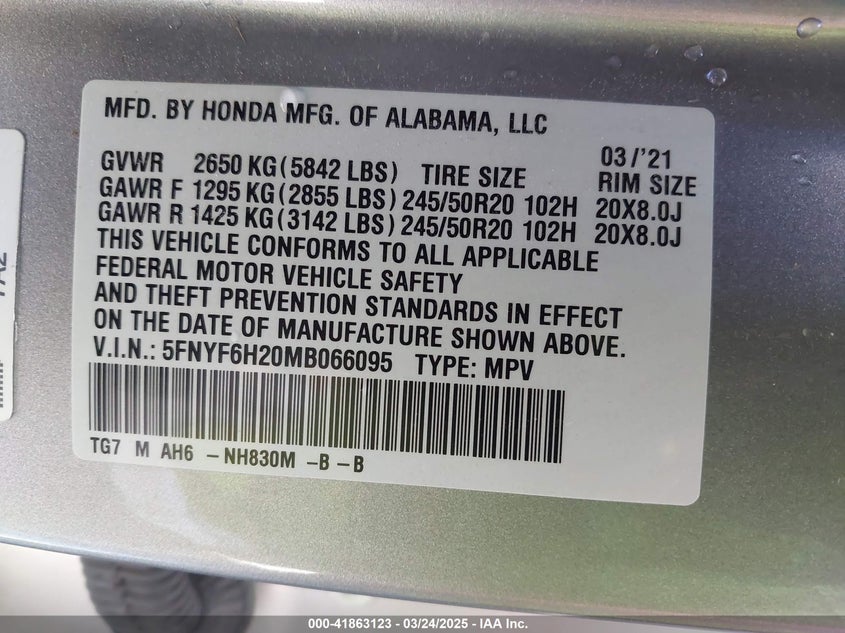 MFD. BY HONDA MFG. OF ALABAMA, LLC
03/'21
GVWR 2650 KG(5842 LBS) TIRE SIZE RIM SIZE
GAWR F 1295 KG(2855 LBS) 245/50R20 102H 20X8.0J
GAWR R 1425 KG(3142 LBS) 245/50R20 102H 20X8.0J
THIS VEHICLE CONFORMS TO ALL APPLICABLE
FEDERAL MOTOR VEHICLE SAFETY
AND THEFT PREVENTION STANDARDS IN EFFECT
ON THE DATE OF MANUFACTURE SHOWN ABOVE.
V.I.N.: 5FNYF6H20MB066095 TYPE: MPV
TG7 M AH6 -NH830M -B -B
000-41863123 — 03/24/2025 — IAA Inc.